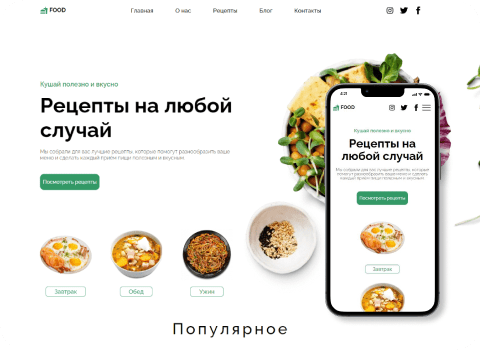 FOOD
Главная О нас Рецепты Блог Контакты
Кушай полезно и вкусно
Рецепты на любой
случай
Мы собрали для вас лучшие рецепты, которые помогут разнообразить ваше
меню и сделать каждый прием пищи полезным и вкусным
Посмотреть рецепты
Завтрак
Обед
Ужин
Популярное
4:21
FOOD
Кушай полезно и вкусно
Рецепты на
любой случай
Мы собрали для вас лучшие рецепты, которые
помогут разнообразить ваше меню и сделать
каждый прием пищи полезным и вкусным
Посмотреть рецепты
Завтрак